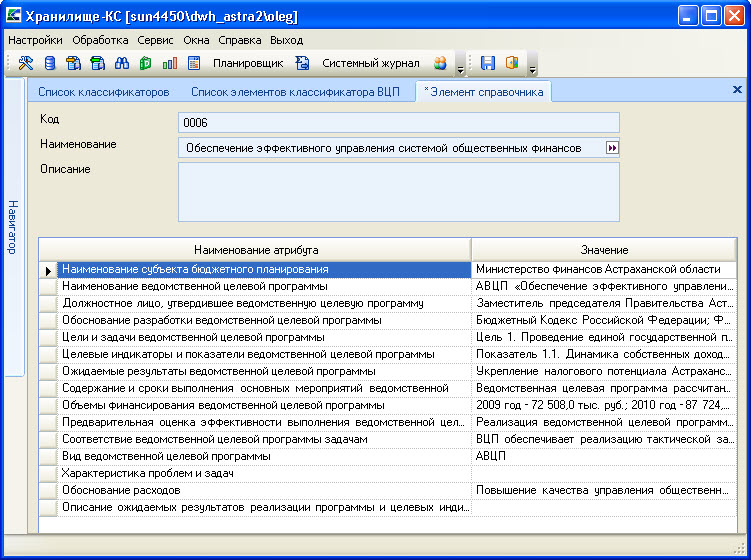 Хранилище -КС [sun4450\dwh_astra2\oleg]
Настройки Обработка Сервис Окна Справка Выход
Планировщик Системный журнал
Список классификаторов Список элементов классификатора ВЦП *Элемент справочника
Код 0006
Наименование Обеспечение эффективного управления системой общественных финансов
Описание
Навигатор
Наименование атрибута Значение
Наименование субъекта бюджетного планирования Министерство финансов Астраханской области
Наименование ведомственной целевой программы АВЦП «Обеспечение эффективного управлени...
Должностное лицо, утвердившее ведомственную целевую программу Заместитель председателя Правительства Аст...
Обоснование разработки ведомственной целевой программы Бюджетный Кодекс Российской Федерации; Ф...
Цели и задачи ведомственной целевой программы Цель 1. Проведение единой государственной п...
Целевые индикаторы и показатели ведомственной целевой программы Показатель 1.1. Динамика собственных доход...
Ожидаемые результаты ведомственной целевой программы Укрепление налогового потенциала Астраханс...
Содержание и сроки выполнения основных мероприятий ведомственной Ведомственная целевая программа рассчитан...
Объемы финансирования ведомственной целевой программы 2009 год - 72 508,0 тыс. руб.; 2010 год -87 724,...
Предварительная оценка эффективности выполнения ведомственной цел... Реализация ведомственной целевой программ...
Соответствие ведомственной целевой программы задачам ВЦП обеспечивает реализацию тактической за...
Вид ведомственной целевой программы АВЦП
Характеристика проблем и задач
Обоснование расходов Повышение качества управления общественн...
Описание ожидаемых результатов реализации программы и целевых инди...